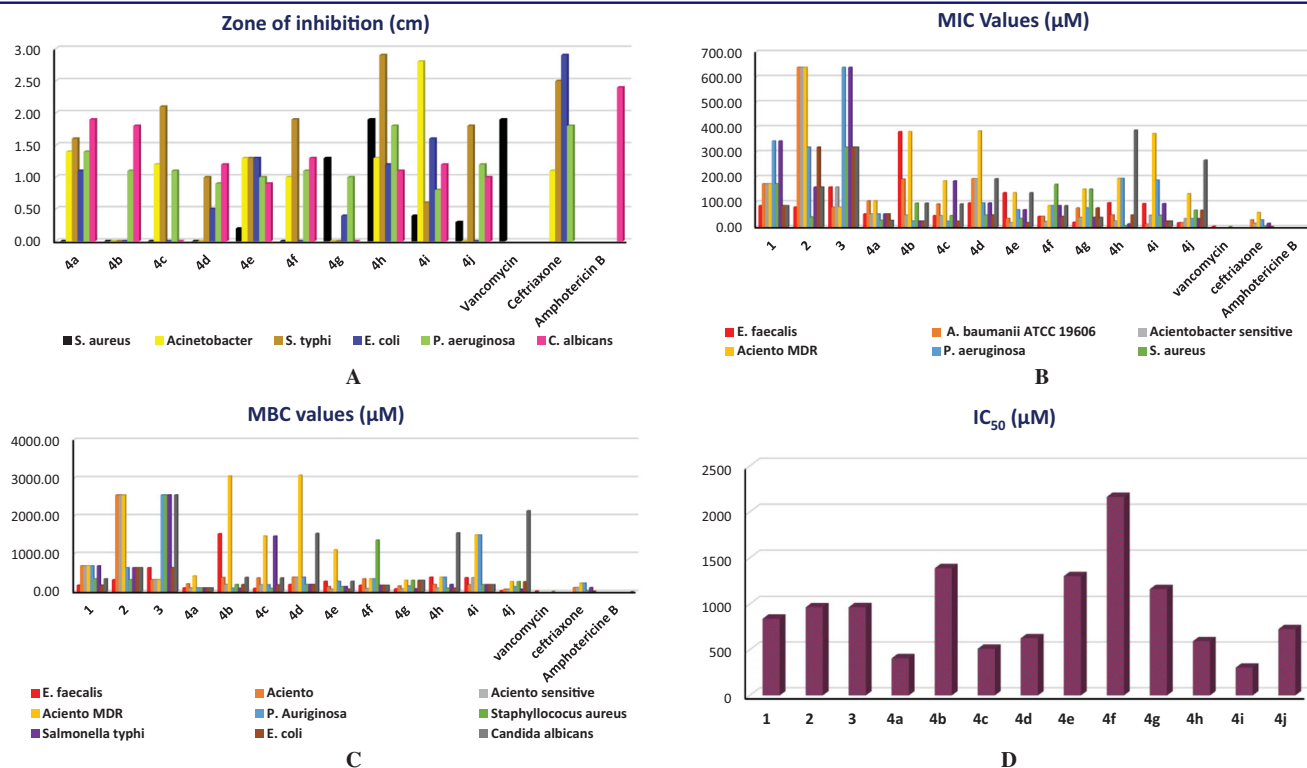 Zone of inhibition (cm)
3.00
2.50
2.00
1.50
1.00
0.50
0.00
4a 4b 4c 4d 4e 4f 4g 4h 4i 4j Vancomycin Ceftriaxone Amphotericin B
S. aureus Acinetobacter S. typhi E. coli P. aeruginosa C. albicans
A
MIC Values (µM)
700.00
600.00
500.00
400.00
300.00
200.00
100.00
0.00
1 2 3 4a 4b 4c 4d 4e 4f 4g 4h 4i 4j vancomycin ceftriaxone Amphotericine B
E. faecalis A. baumanii ATCC 19606 Acientobacter sensitive
Aciento MDR P. aeruginosa S. aureus
B
MBC values (µM)
4000.00
3000.00
2000.00
1000.00
0.00
1 2 3 4a 4b 4c 4d 4e 4f 4g 4h 4i 4j vancomycin ceftriaxone Amphotericine B
E. faecalis Aciento Aciento sensitive
Aciento MDR P. Auriginosa Staphyllocus aureus
Salmonella typhi E. coli Candida albicans
C
IC50 (µM)
2500
2000
1500
1000
500
0
1 2 3 4a 4b 4c 4d 4e 4f 4g 4h 4i 4j
D